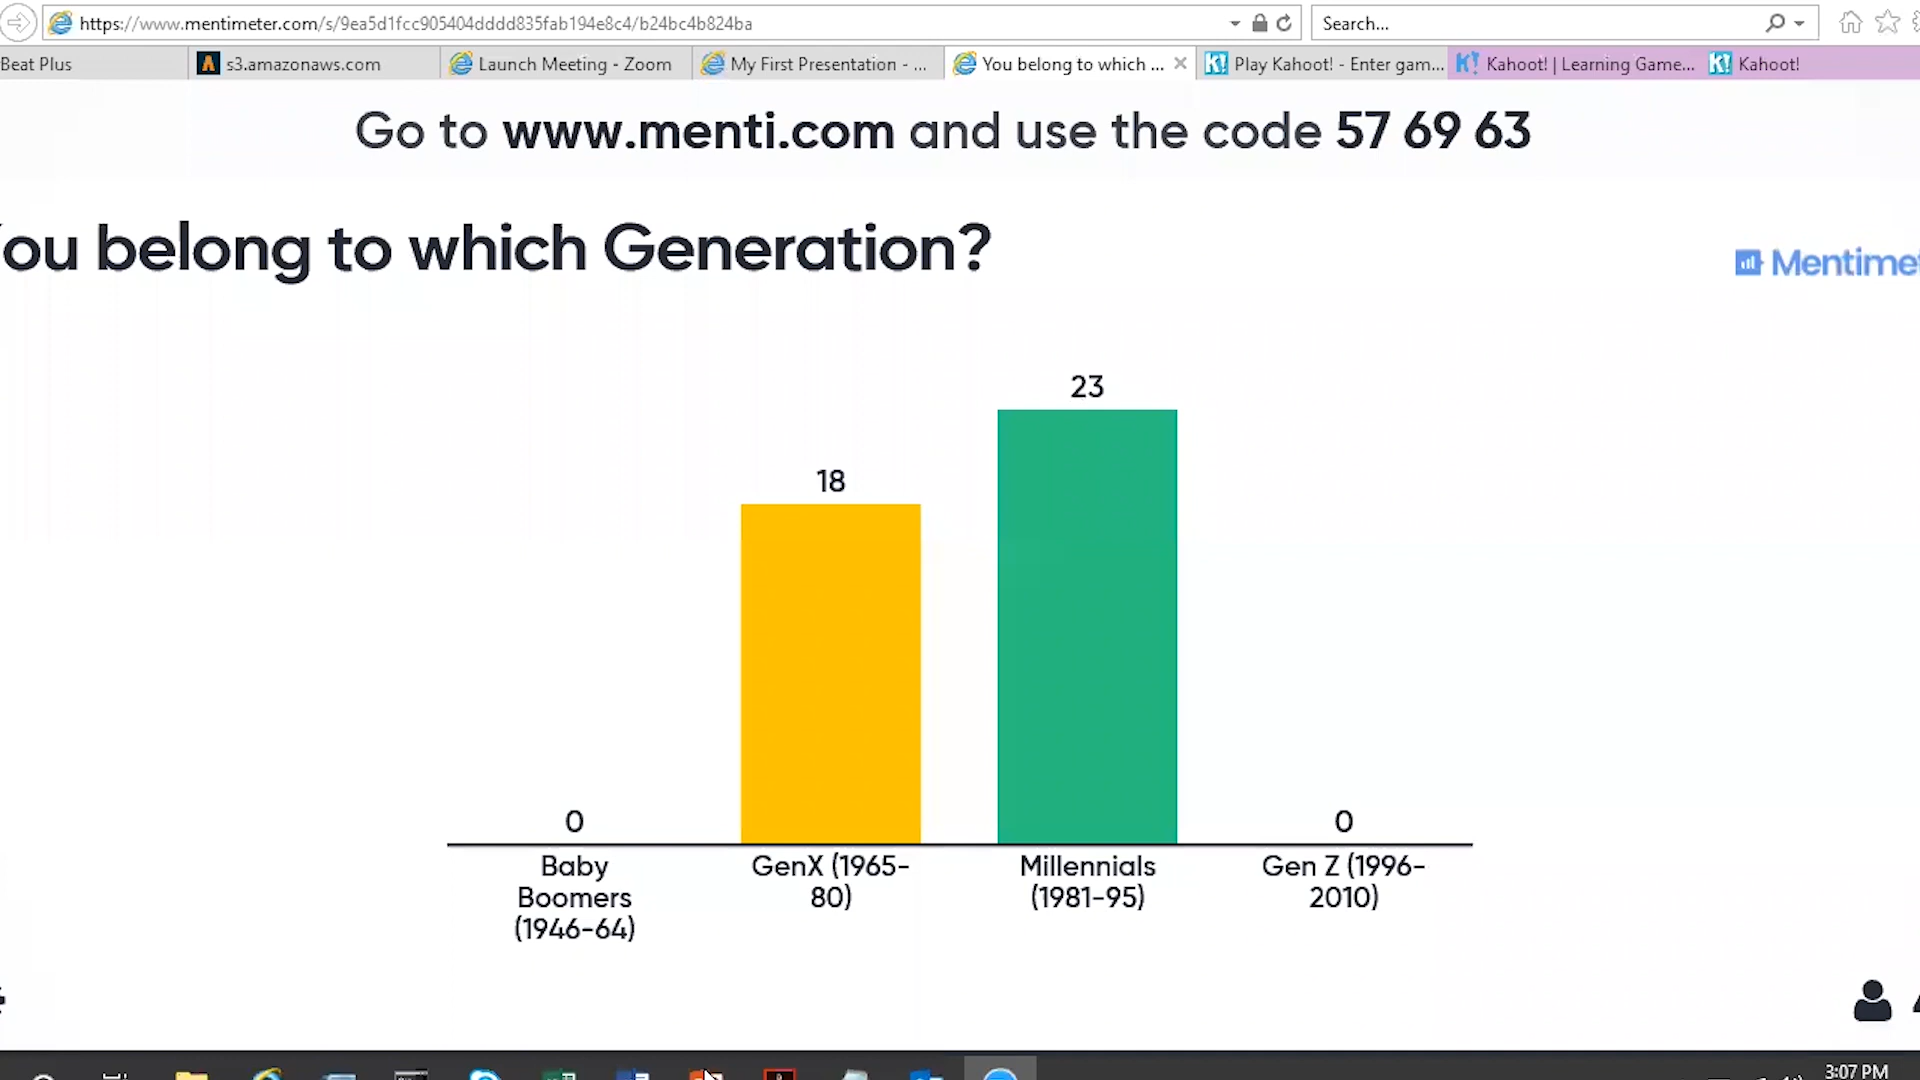 https://www.mentimeter.com/s/9ea5d1fcc905404dddd835fab194e8c4/b24bc4b824ba
Search...
Beat Plus
s3.amazonaws.com
Launch Meeting - Zoom
My First Presentation - ...
You belong to which ...
Play Kahoot! - Enter gam...
Kahoot! | Learning Game...
Kahoot!
Go to www.menti.com and use the code 57 69 63
ou belong to which Generation?
Mentime
23
18
0
0
Baby
Boomers
(1946-64)
GenX (1965-
80)
Millennials
(1981-95)
Gen Z (1996-
2010)
3:07 PM